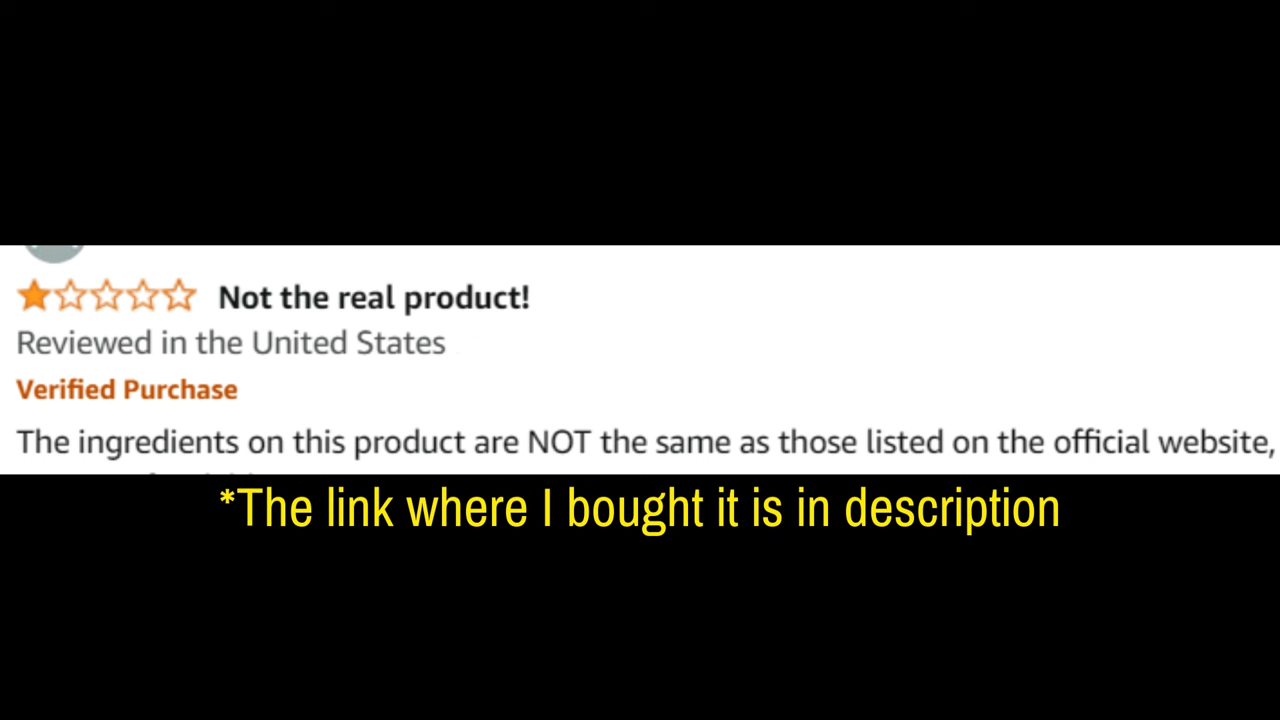 Not the real product!
Reviewed in the United States
Verified Purchase
The ingredients on this product are NOT the same as those listed on the official website,
*The link where I bought it is in description